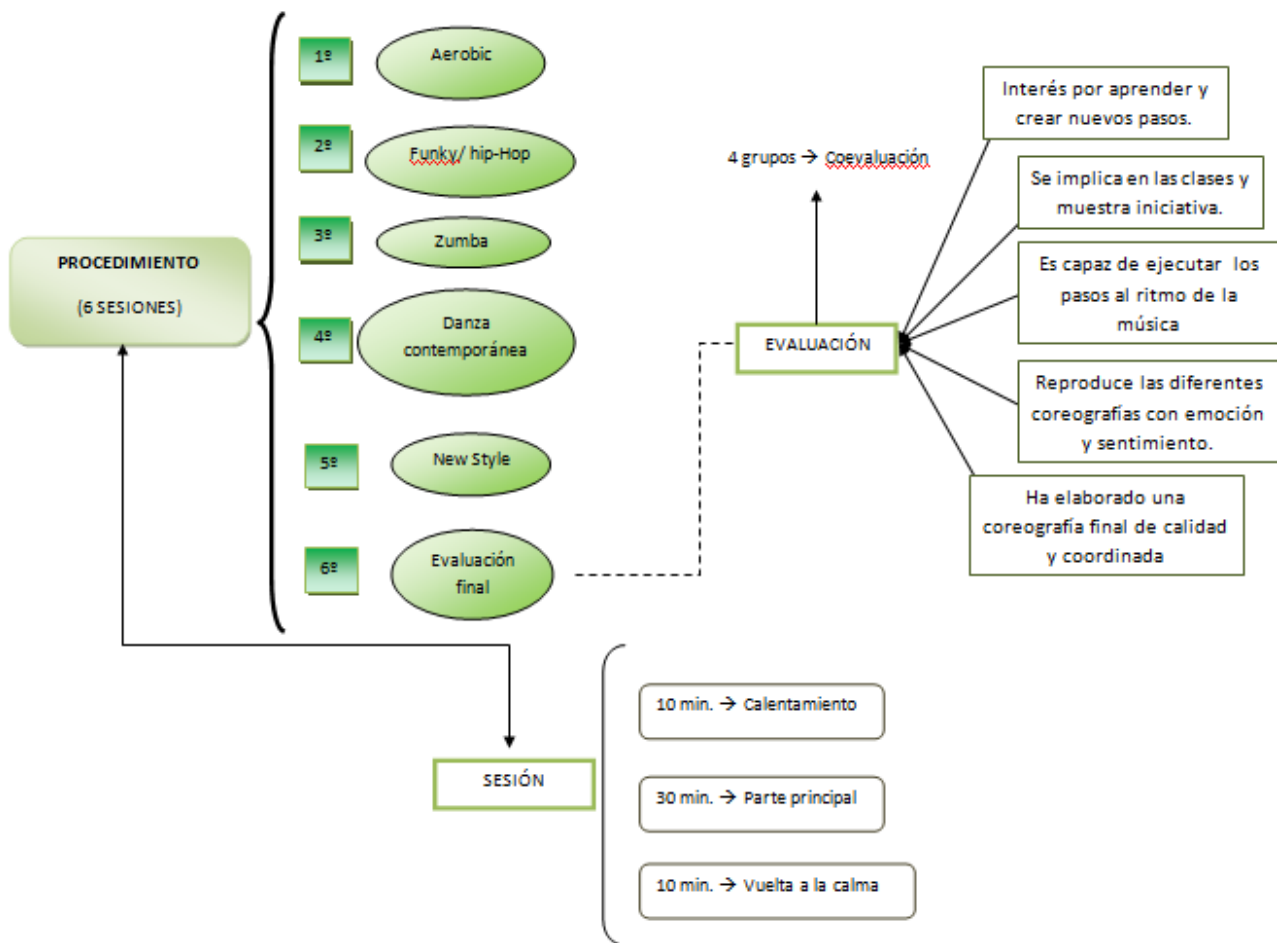 PROCEDIMIENTO
(6 SESIONES)
1º
Aerobic
2º
Funky/ hip-Hop
3º
Zumba
4º
Danza
contemporánea
5º
New Style
6º
Evaluación
final
4 grupos → Coevaluación
EVALUACIÓN
Interés por aprender y
crear nuevos pasos.
Se implica en las clases y
muestra iniciativa.
Es capaz de ejecutar los
pasos al ritmo de la
música
Reproduce las diferentes
coreografías con emoción
y sentimiento.
Ha elaborado una
coreografía final de calidad
y coordinada
SESIÓN
10 min. → Calentamiento
30 min. → Parte principal
10 min. → Vuelta a la calma